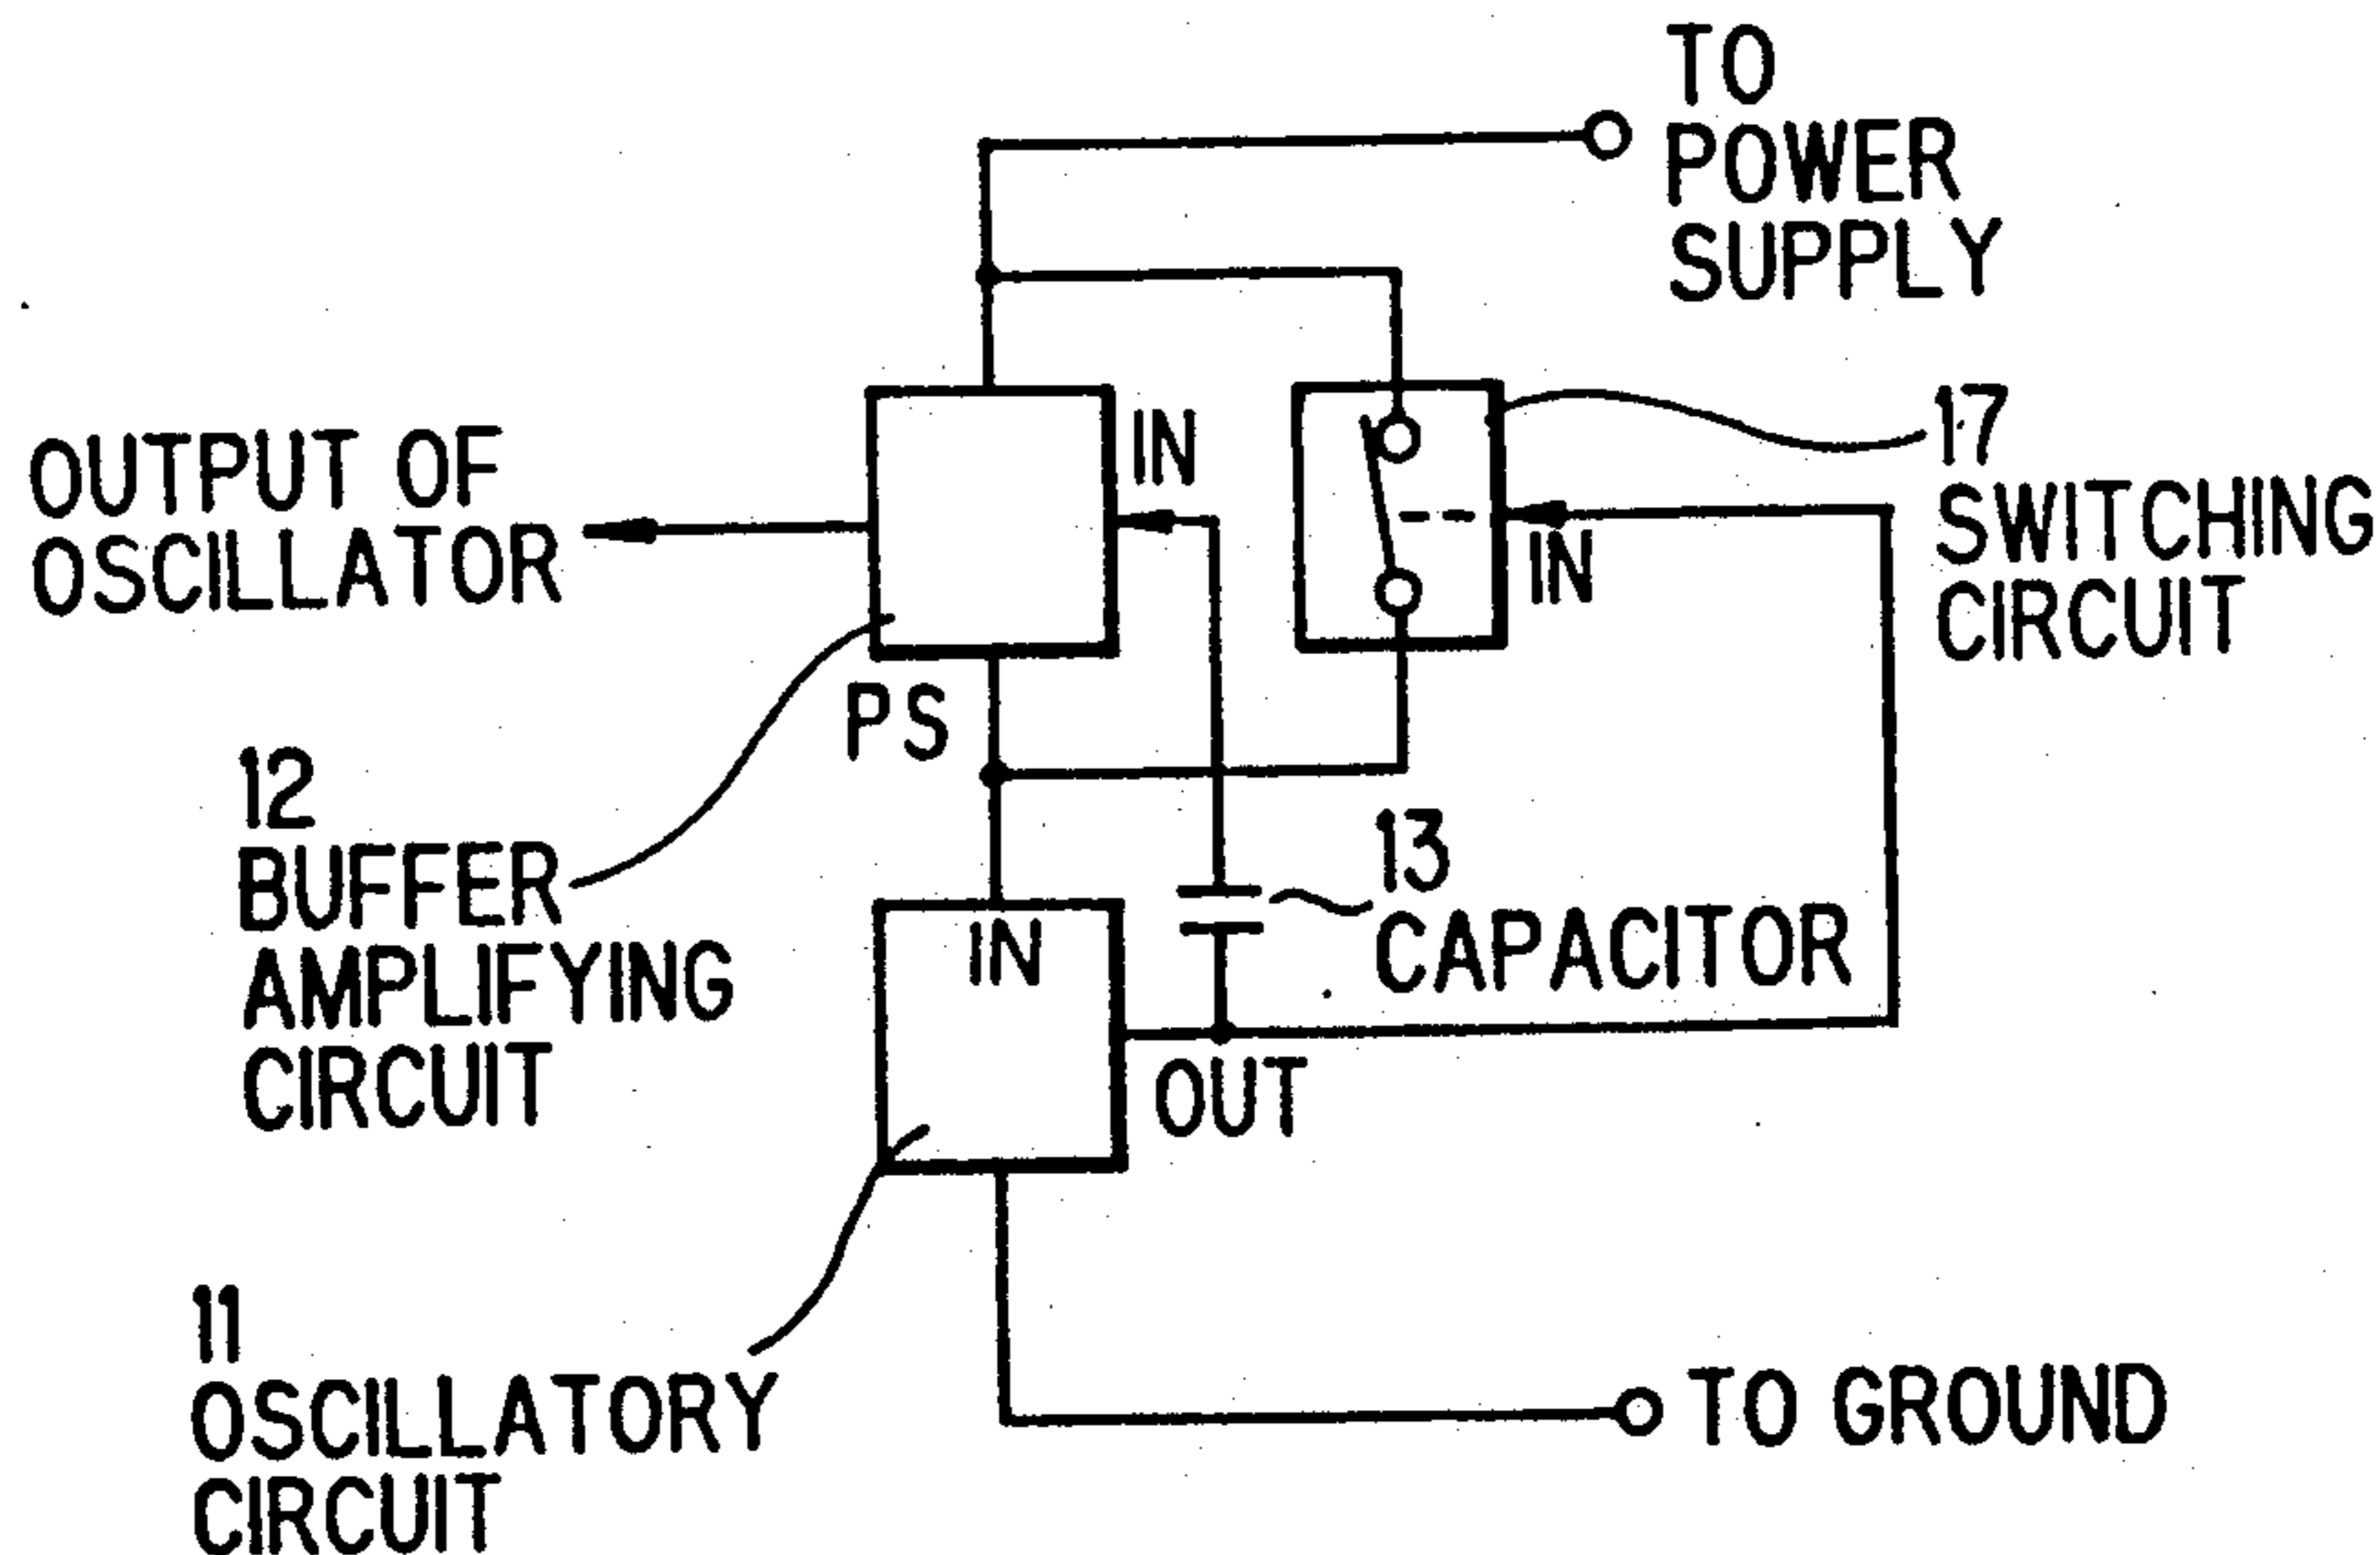 TO
POWER
SUPPLY
OUTPUT OF
OSCILLATOR
IN
IN
17
SWITCHING
CIRCUIT
PS
12
BUFFER
AMPLIFYING
CIRCUIT
13
CAPACITOR
IN
OUT
11
OSCILLATORY
CIRCUIT
TO GROUND